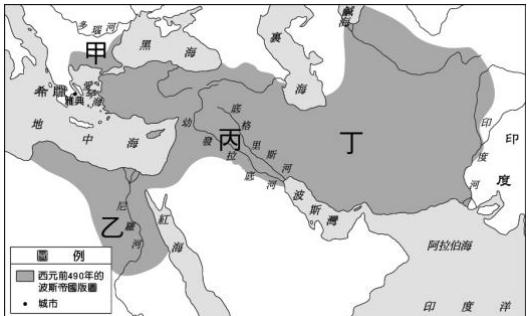 多瑙河
鹹海
甲
黑海
裏海
希臘
愛琴海
雅典
地中海
幼發拉底河
底格里斯河
丙
丁
印度河
印度
波斯灣
尼羅河
乙
紅海
阿拉伯海
印度洋
圖例
西元前490年的
波斯帝國版圖
城市